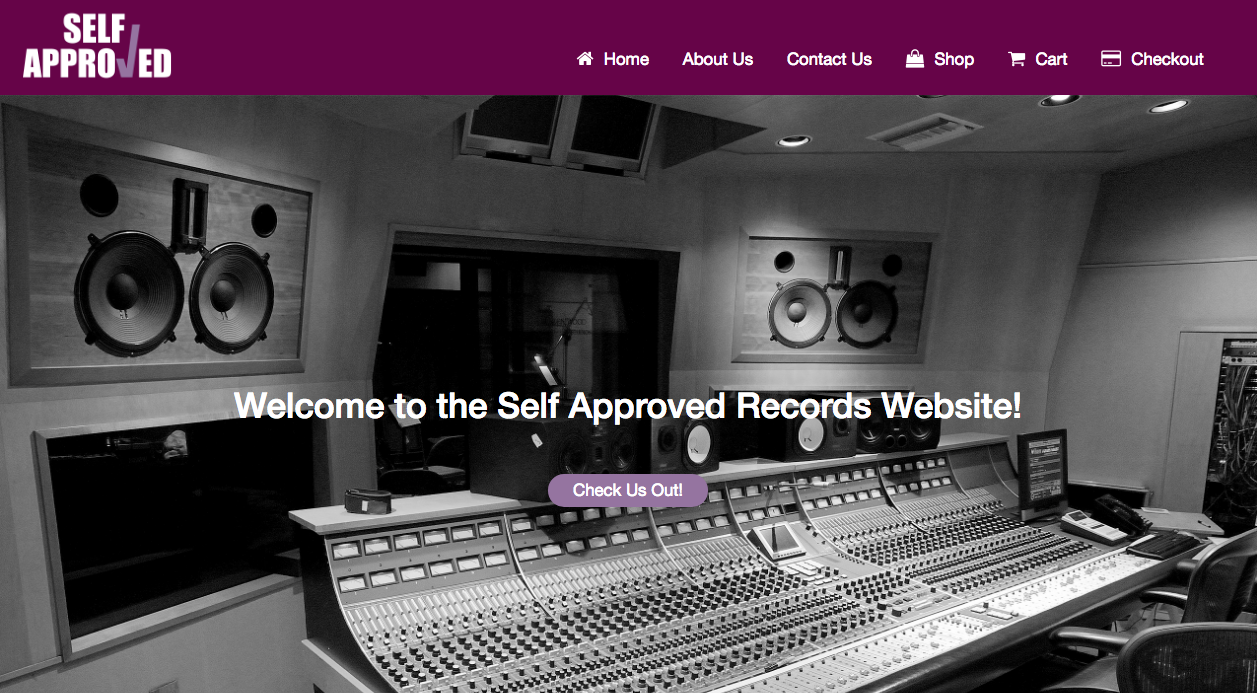 SELF
APPROVED
Home About Us Contact Us Shop Cart Checkout
Welcome to the Self Approved Records Website!
Check Us Out!